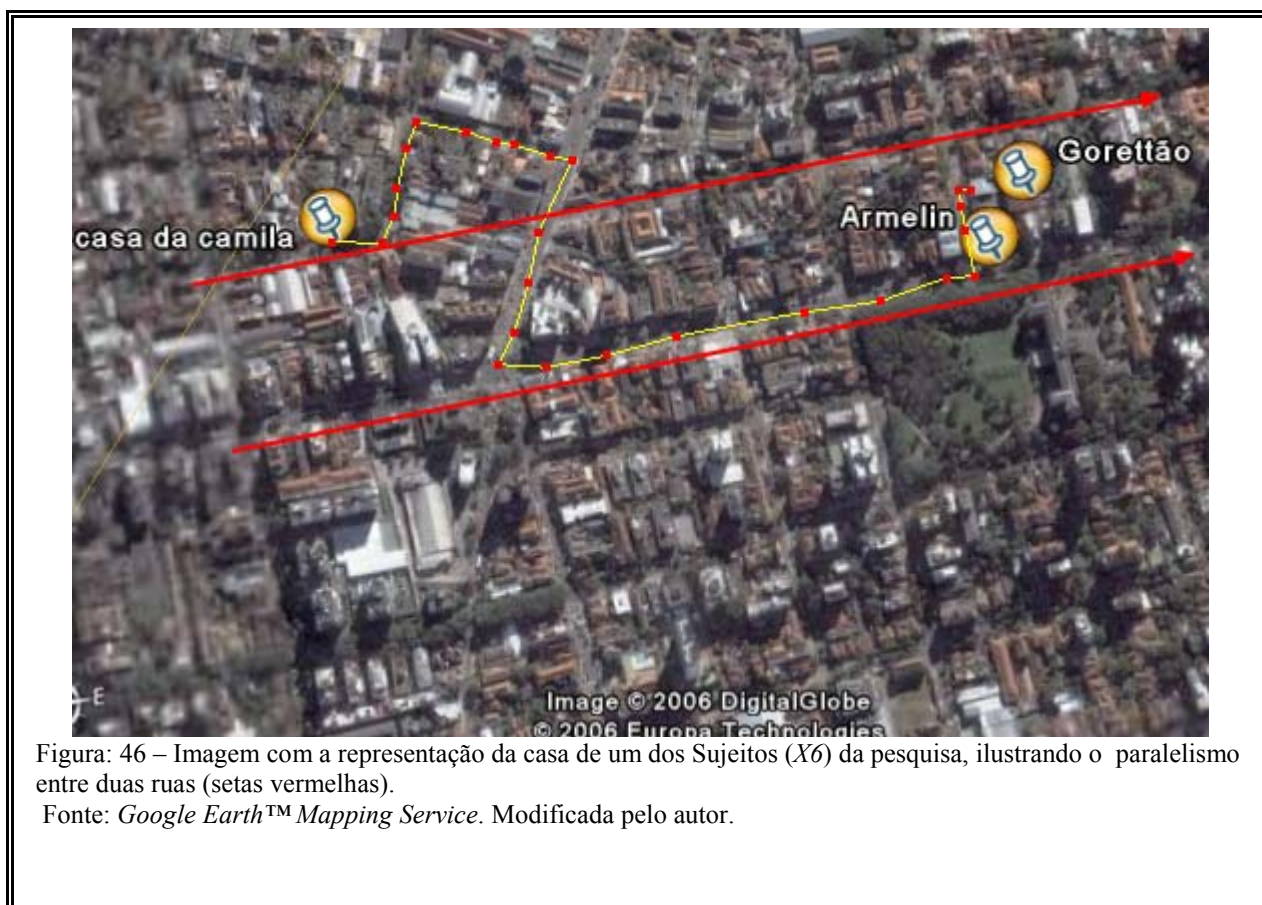 Gorettão
Armelin
casa da camila
E
Image © 2006 DigitalGlobe
© 2006 Europa Technologies
Figura: 46 – Imagem com a representação da casa de um dos Sujeitos (X6) da pesquisa, ilustrando o paralelismo
entre duas ruas (setas vermelhas).
Fonte: Google Earth™ Mapping Service. Modificada pelo autor.